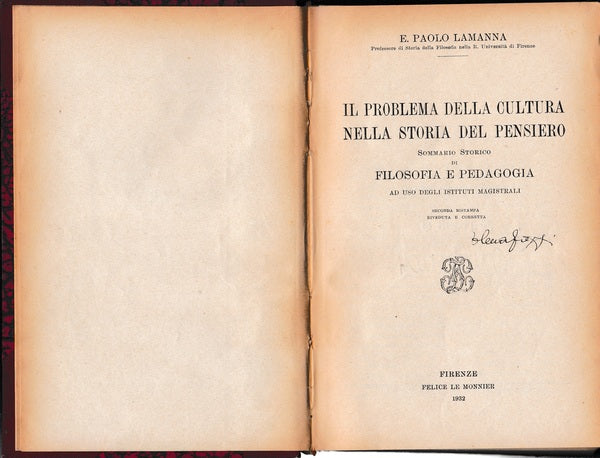 E. PAOLO LAMANNA
Professore di Storia della Filosofia nella R. Università di Firenze
IL PROBLEMA DELLA CULTURA
NELLA STORIA DEL PENSIERO
SOMMARIO STORICO
DI
FILOSOFIA E PEDAGOGIA
AD USO DEGLI ISTITUTI MAGISTRALI
SECONDA RISTAMPA
RIVEDUTA E CORRETTA
FIRENZE
FELICE LE MONNIER
1932